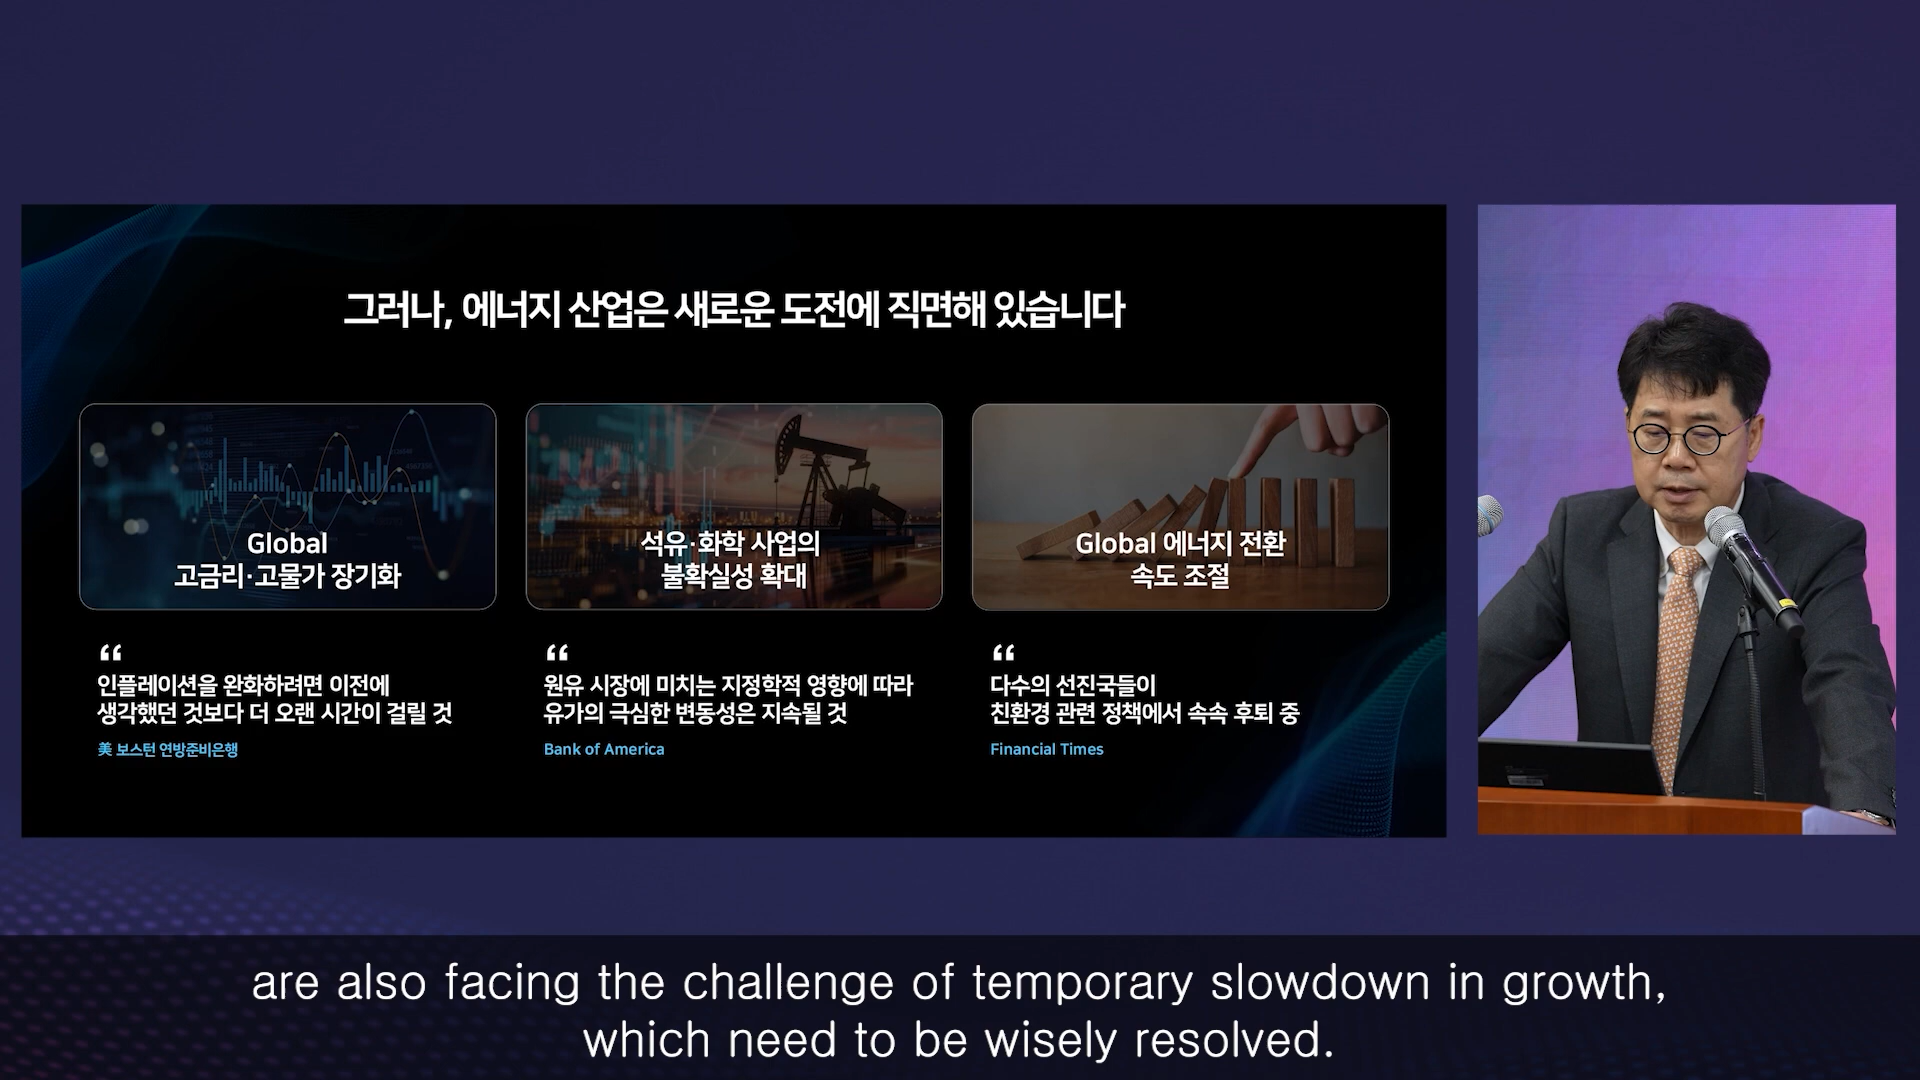 그러나, 에너지 산업은 새로운 도전에 직면해 있습니다
Global
고금리·고물가 장기화
석유·화학 사업의
불확실성 확대
Global 에너지 전환
속도 조절
“
인플레이션을 완화하려면 이전에
생각했던 것보다 더 오랜 시간이 걸릴 것
美 보스턴 연방준비은행
“
원유 시장에 미치는 지정학적 영향에 따라
유가의 극심한 변동성은 지속될 것
Bank of America
“
다수의 선진국들이
친환경 관련 정책에서 속속 후퇴 중
Financial Times
are also facing the challenge of temporary slowdown in growth,
which need to be wisely resolved.